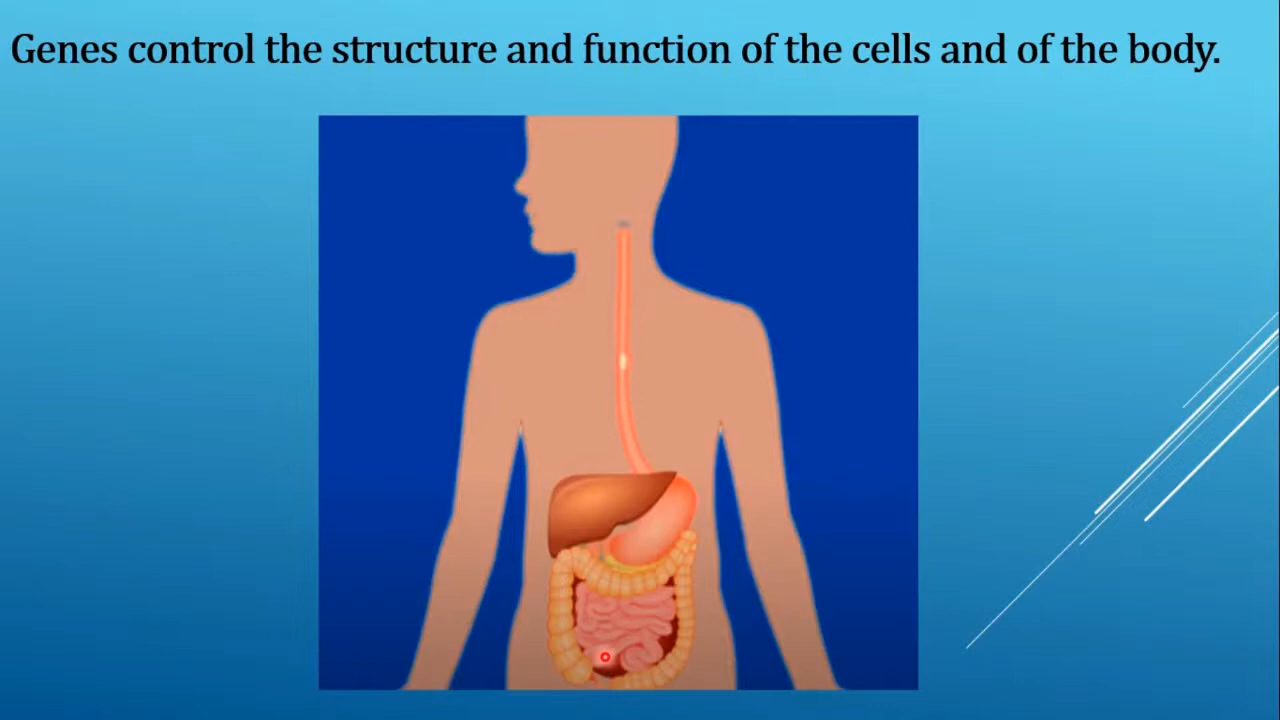 Genes control the structure and function of the cells and of the body.